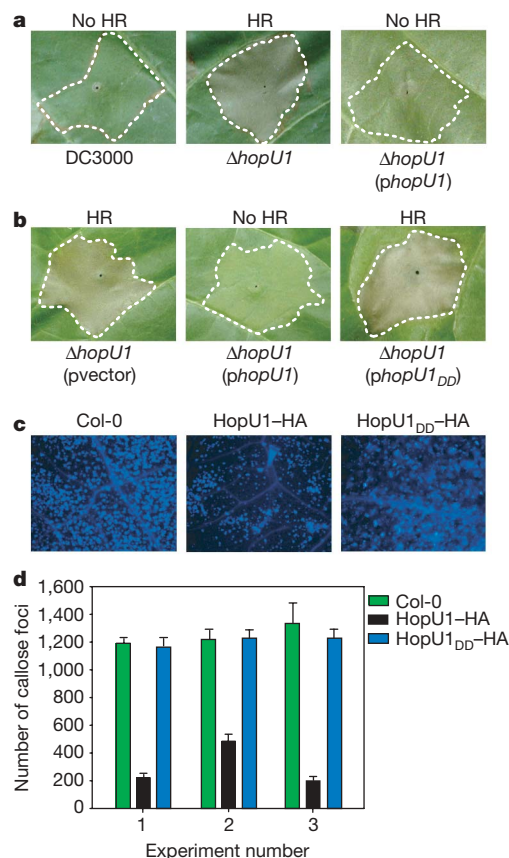 a
No HR
HR
No HR
DC3000
ΔhopU1
ΔhopU1
(phopU1)
b
HR
No HR
HR
ΔhopU1
(pvector)
ΔhopU1
(phopU1)
ΔhopU1
(phopU1DD)
c
Col-0
HopU1–HA
HopU1DD–HA
d
Number of callose foci
1,600
1,400
1,200
1,000
800
600
400
200
0
Col-0
HopU1–HA
HopU1DD–HA
1
2
3
Experiment number